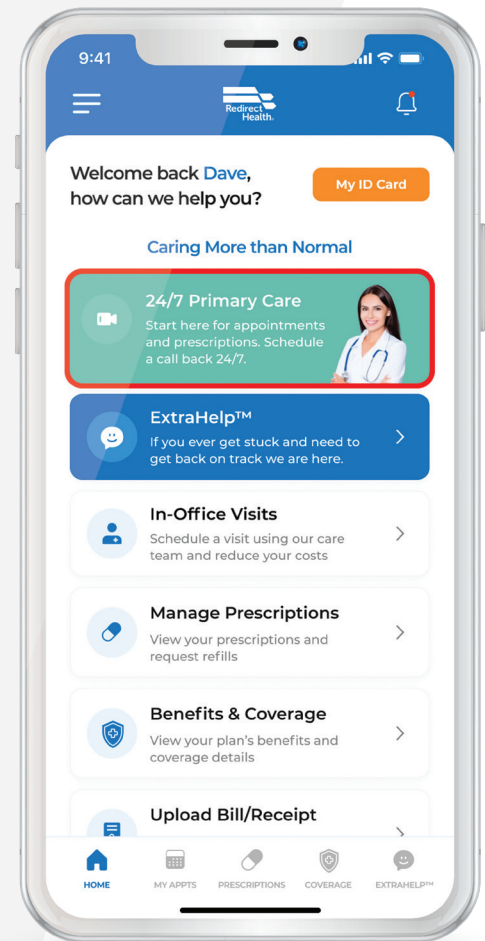 9:41
Redirect
Health.
Welcome back Dave,
how can we help you?
My ID Card
Caring More than Normal
24/7 Primary Care
Start here for appointments
and prescriptions. Schedule
a call back 24/7.
ExtraHelp™
If you ever get stuck and need to
get back on track we are here.
In-Office Visits
Schedule a visit using our care
team and reduce your costs
Manage Prescriptions
View your prescriptions and
request refills
Benefits & Coverage
View your plan's benefits and
coverage details
Upload Bill/Receipt
HOME
MY APPTS
PRESCRIPTIONS
COVERAGE
EXTRAHELP™